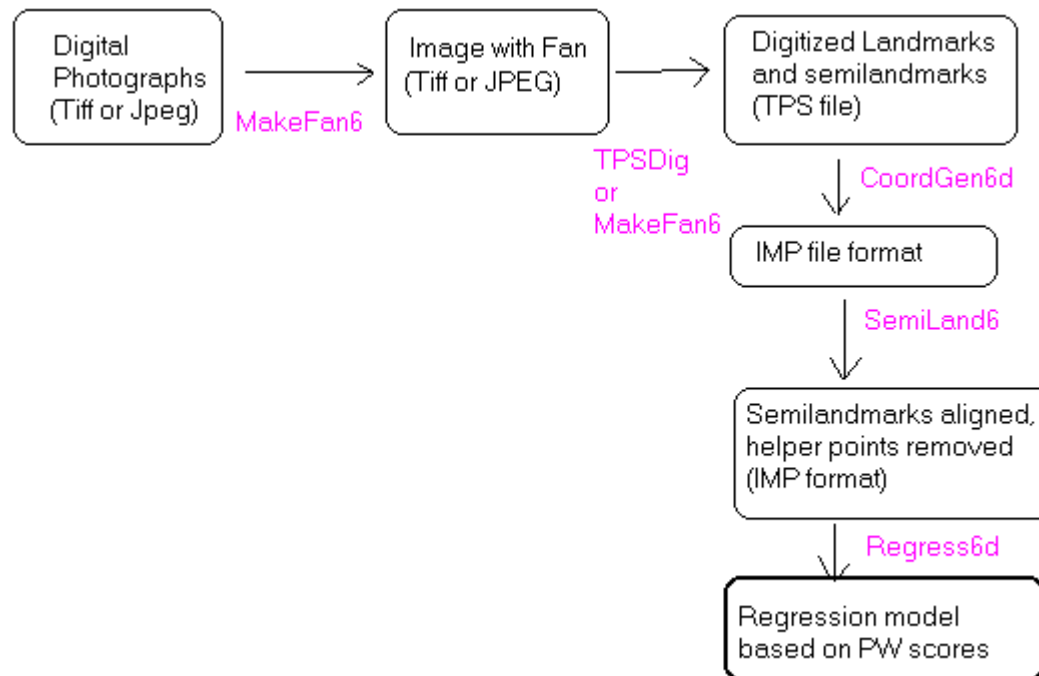 Digital
Photographs
(Tiff or Jpeg)
MakeFan6
Image with Fan
(Tiff or JPEG)
TPSDig
or
MakeFan6
Digitized Landmarks
and semilandmarks
(TPS file)
CoordGen6d
IMP file format
SemiLand6
Semilandmarks aligned,
helper points removed
(IMP format)
Regress6d
Regression model
based on PW scores